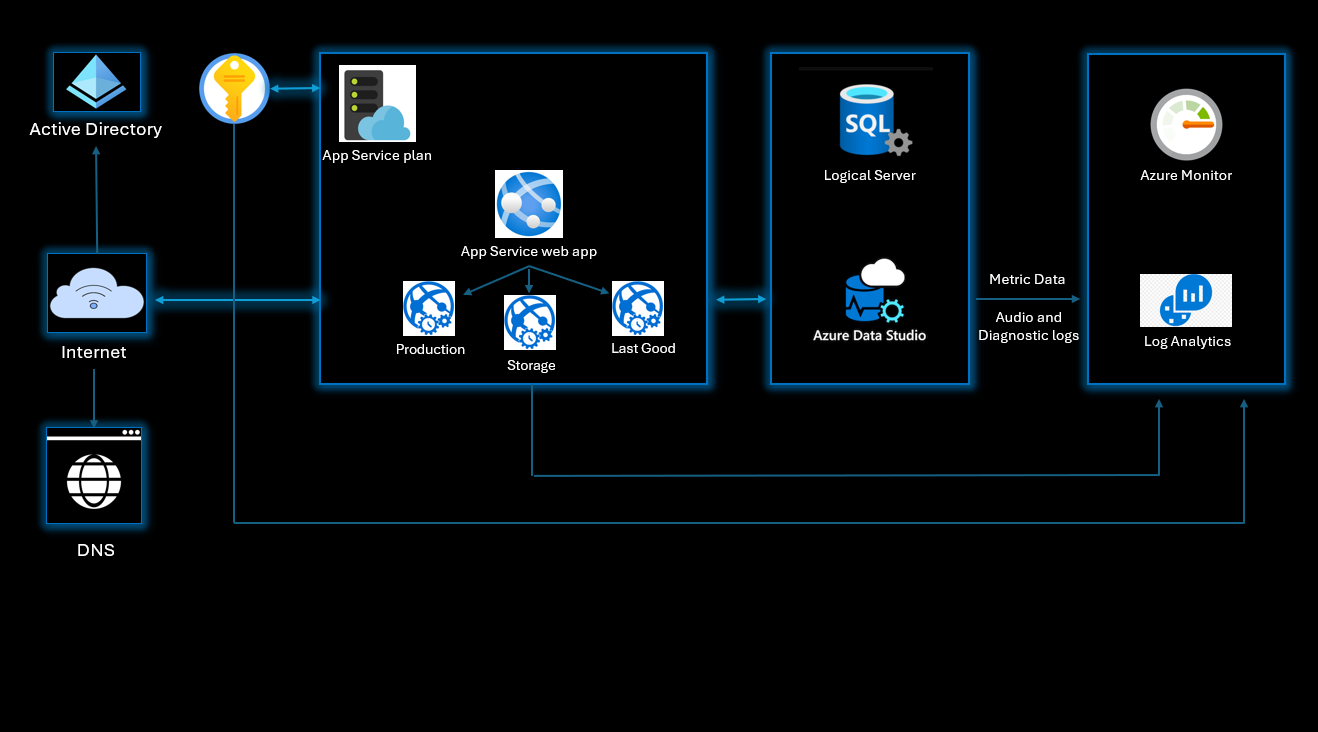 Active Directory
App Service plan
SQL
Logical Server
Azure Monitor
App Service web app
Internet
Production
Storage
Last Good
Azure Data Studio
Metric Data
Audio and
Diagnostic logs
Log Analytics
DNS